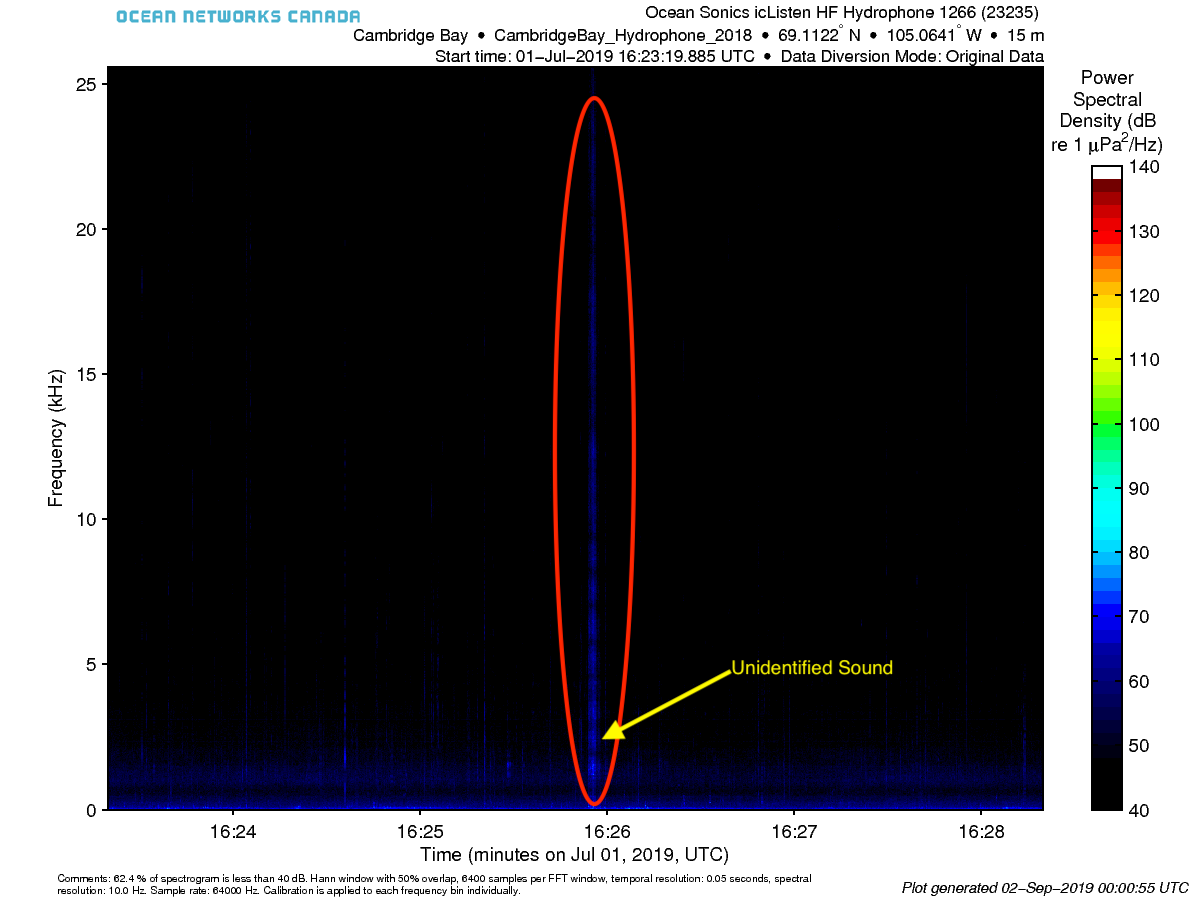 OCEAN NETWORKS CANADA
Ocean Sonics icListen HF Hydrophone 1266 (23235)
Cambridge Bay • CambridgeBay_Hydrophone_2018 • 69.1122° N • 105.0641° W • 15 m
Start time: 01-Jul-2019 16:23:19.885 UTC • Data Diversion Mode: Original Data
Power
Spectral
Density (dB
re 1 μPa²/Hz)
140
130
120
110
100
90
80
70
60
50
40
Frequency (kHz)
25
20
15
10
5
0
Unidentified Sound
16:24 16:25 16:26 16:27 16:28
Time (minutes on Jul 01, 2019, UTC)
Comments: 62.4 % of spectrogram is less than 40 dB. Hann window with 50% overlap, 6400 samples per FFT window, temporal resolution: 0.05 seconds, spectral
resolution: 10.0 Hz. Sample rate: 64000 Hz. Calibration is applied to each frequency bin individually.
Plot generated 02-Sep-2019 00:00:55 UTC